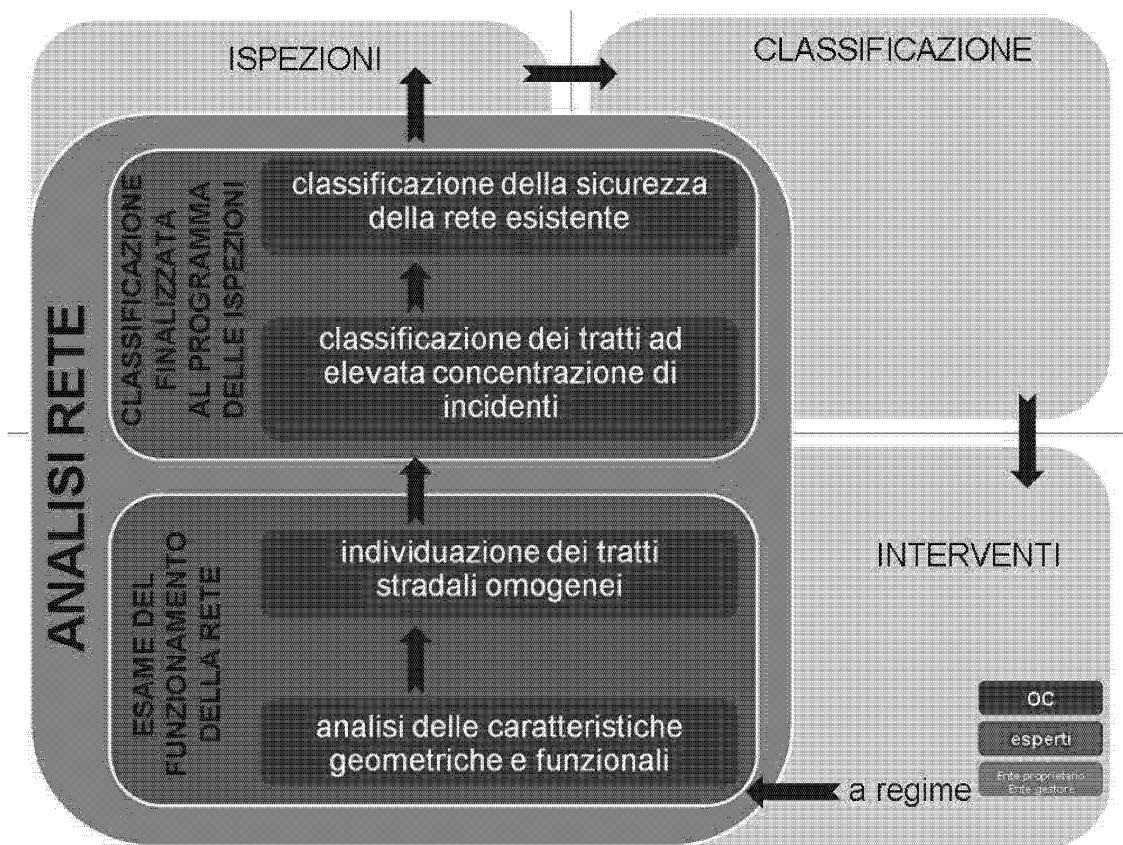 ISPEZIONI
CLASSIFICAZIONE
ANALISI RETE
CLASSIFICAZIONE
FINALIZZATA
AL PROGRAMMA
DELLE ISPEZIONI
classificazione della sicurezza
della rete esistente
classificazione dei tratti ad
elevata concentrazione di
incidenti
ESAME DEL
FUNZIONAMENTO
DELLA RETE
individuazione dei tratti
stradali omogenei
analisi delle caratteristiche
geometriche e funzionali
INTERVENTI
OC
esperti
Ente proprietario
Ente gestore
a regime